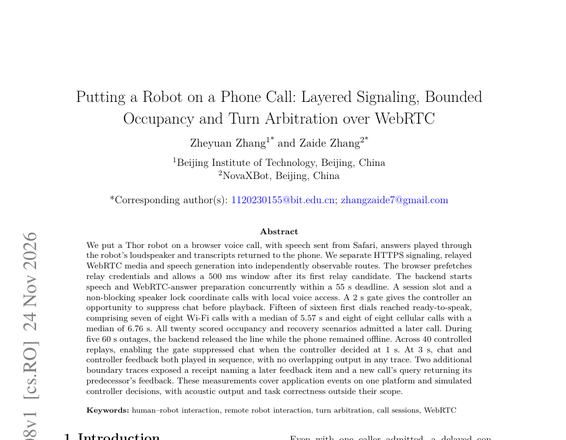 Putting a Robot on a Phone Call: Layered Signaling, Bounded
Occupancy and Turn Arbitration over WebRTC
Zheyuan Zhang1* and Zaide Zhang2*
1Beijing Institute of Technology, Beijing, China
2NovaXBot, Beijing, China
*Corresponding author(s): 1120230155@bit.edu.cn; zhangzaide7@gmail.com
Abstract
We put a Thor robot on a browser voice call, with speech sent from Safari, answers played through
the robot's loudspeaker and transcripts returned to the phone. We separate HTTPS signaling, relayed
WebRTC media and speech generation into independently observable routes. The browser prefetches
relay credentials and allows a 500 ms window after its first relay candidate. The backend starts
speech and WebRTC-answer preparation concurrently within a 55 s deadline. A session slot and a
non-blocking speaker lock coordinate calls with local voice access. A 2 s gate gives the controller an
opportunity to suppress chat before playback. Fifteen of sixteen first dials reached ready-to-speak,
comprising seven of eight Wi-Fi calls with a median of 5.57 s and eight of eight cellular calls with a
median of 6.76 s. All twenty scored occupancy and recovery scenarios admitted a later call. During
five 60 s outages, the backend released the line while the phone remained offline. Across 40 controlled
replays, enabling the gate suppressed chat when the controller decided at 1 s. At 3 s, chat and
controller feedback both played in sequence, with no overlapping output in any trace. Two additional
boundary traces exposed a receipt naming a later feedback item and a new call's query returning its
predecessor's feedback. These measurements cover application events on one platform and simulated
controller decisions, with acoustic output and task correctness outside their scope.
Keywords: human–robot interaction, remote robot interaction, turn arbitration, call sessions, WebRTC
1 Introduction
Even with one caller admitted, a delayed con-
8v1 [cs.RO] 24 Nov 2026